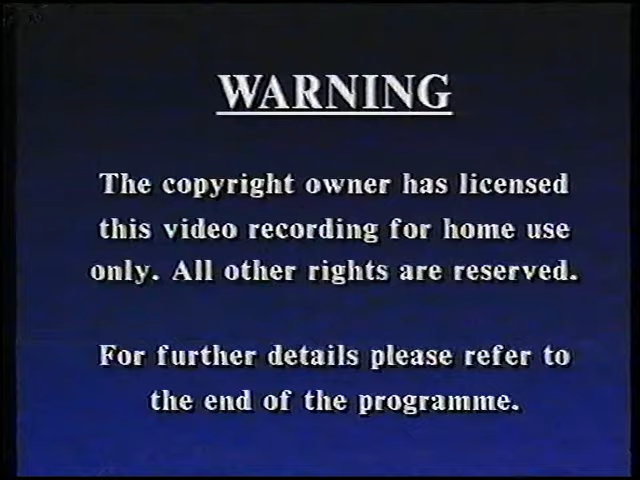 WARNING
The copyright owner has licensed
this video recording for home use
only. All other rights are reserved.
For further details please refer to
the end of the programme.